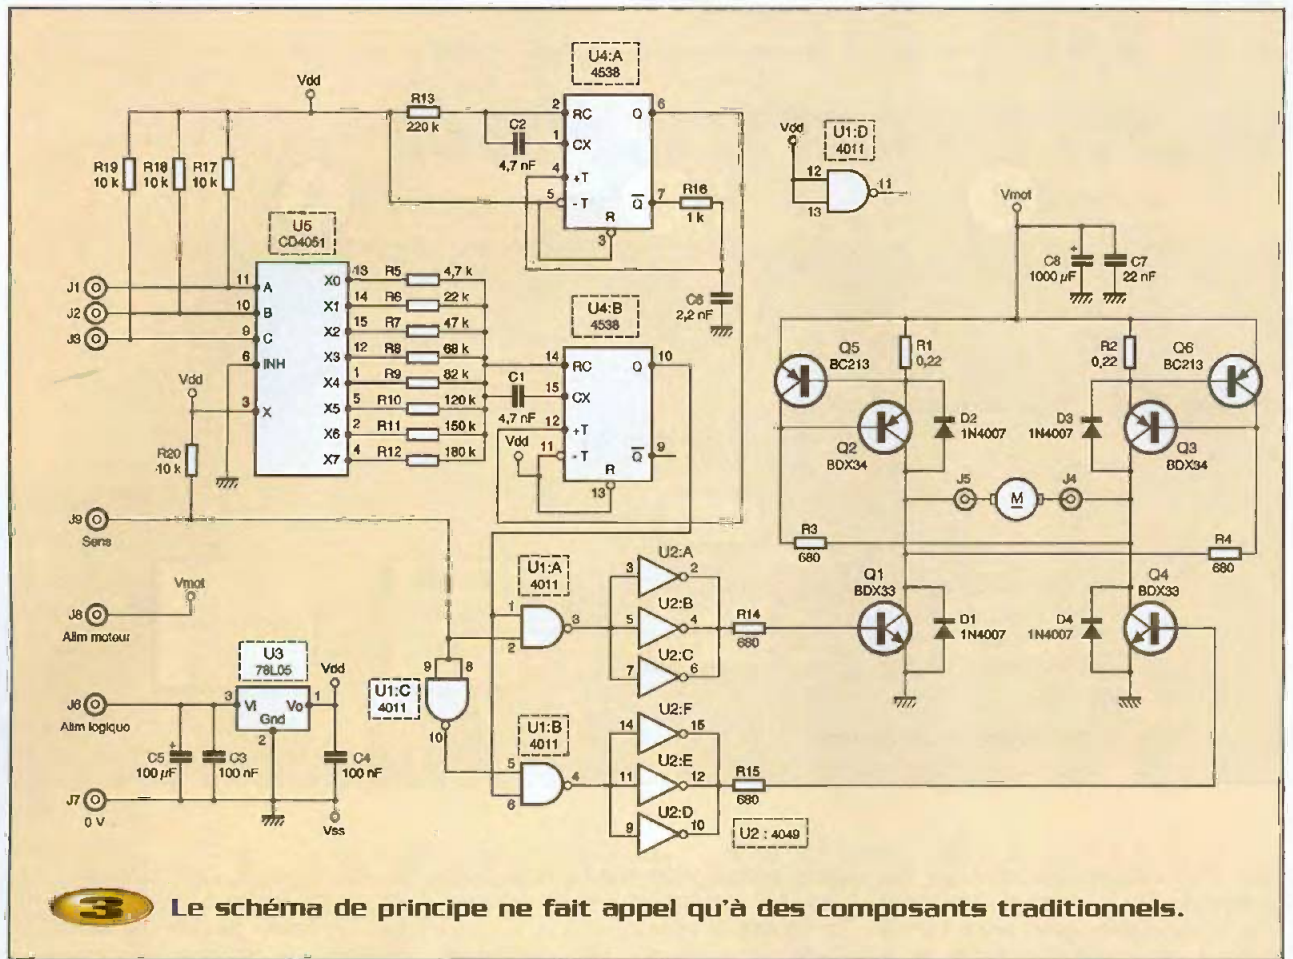 U4:A
4538
Vdd
R13
220 k
C2
4,7 nF
2 RC Q 6
1 CX
4 +T
5 -T Q 7
R
3
R16
1 k
C6
2,2 nF
Vdd
U1:D
4011
12
13
11
R19
10 k
R18
10 k
R17
10 k
U5
CD4051
J1
J2
J3
11 A
10 B
9 C
6 INH
3 X
X0 13 R5 4,7 k
X1 14 R6 22 k
X2 15 R7 47 k
X3 12 R8 68 k
X4 1 R9 82 k
X5 5 R10 120 k
X6 2 R11 150 k
X7 4 R12 180 k
Vdd
R20
10 k
C1
4,7 nF
Vdd
U4:B
4538
14 RC Q 10
15 CX
12 +T
11 -T Q 9
R
13
Vmot
C8
+
1000 µF
C7
22 nF
Q5
BC213
R1
0,22
R2
0,22
Q6
BC213
Q2
BDX34
D2
1N4007
D3
1N4007
Q3
BDX34
J5
M
J4
R3
680
R4
680
Q1
BDX33
D1
1N4007
D4
1N4007
Q4
BDX33
J9
Sens
Vmot
J8
Alim moteur
J6
Alim logique
J7
0 V
U3
78L05
3 Vi Vo 1
Gnd
2
Vdd
C5
+
100 µF
C3
100 nF
C4
100 nF
Vss
U1:C
4011
9
8
10
U1:A
4011
1
2
3
U1:B
4011
5
6
4
U2:A
3 2
U2:B
5 4
U2:C
7 6
U2:F
14 15
U2:E
11 12
U2:D
9 10
R14
680
R15
680
U2 : 4049
3 Le schéma de principe ne fait appel qu'à des composants traditionnels.